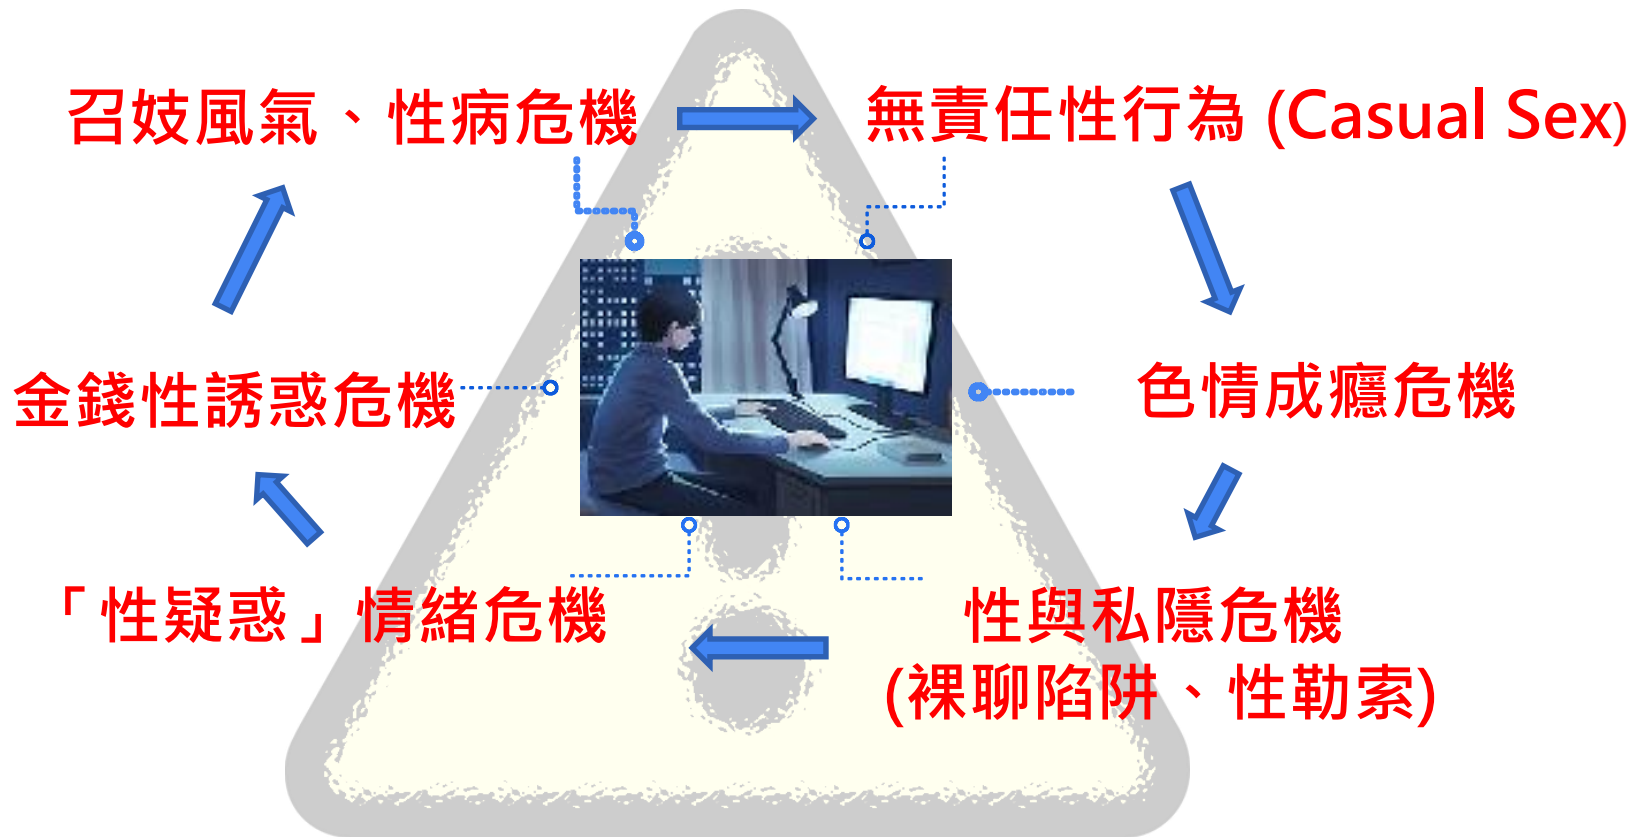 召妓風氣、性病危機
無責任性行為 (Casual Sex)
金錢性誘惑危機
色情成癮危機
「性疑惑」情緒危機
性與私隱危機
(裸聊陷阱、性勒索)